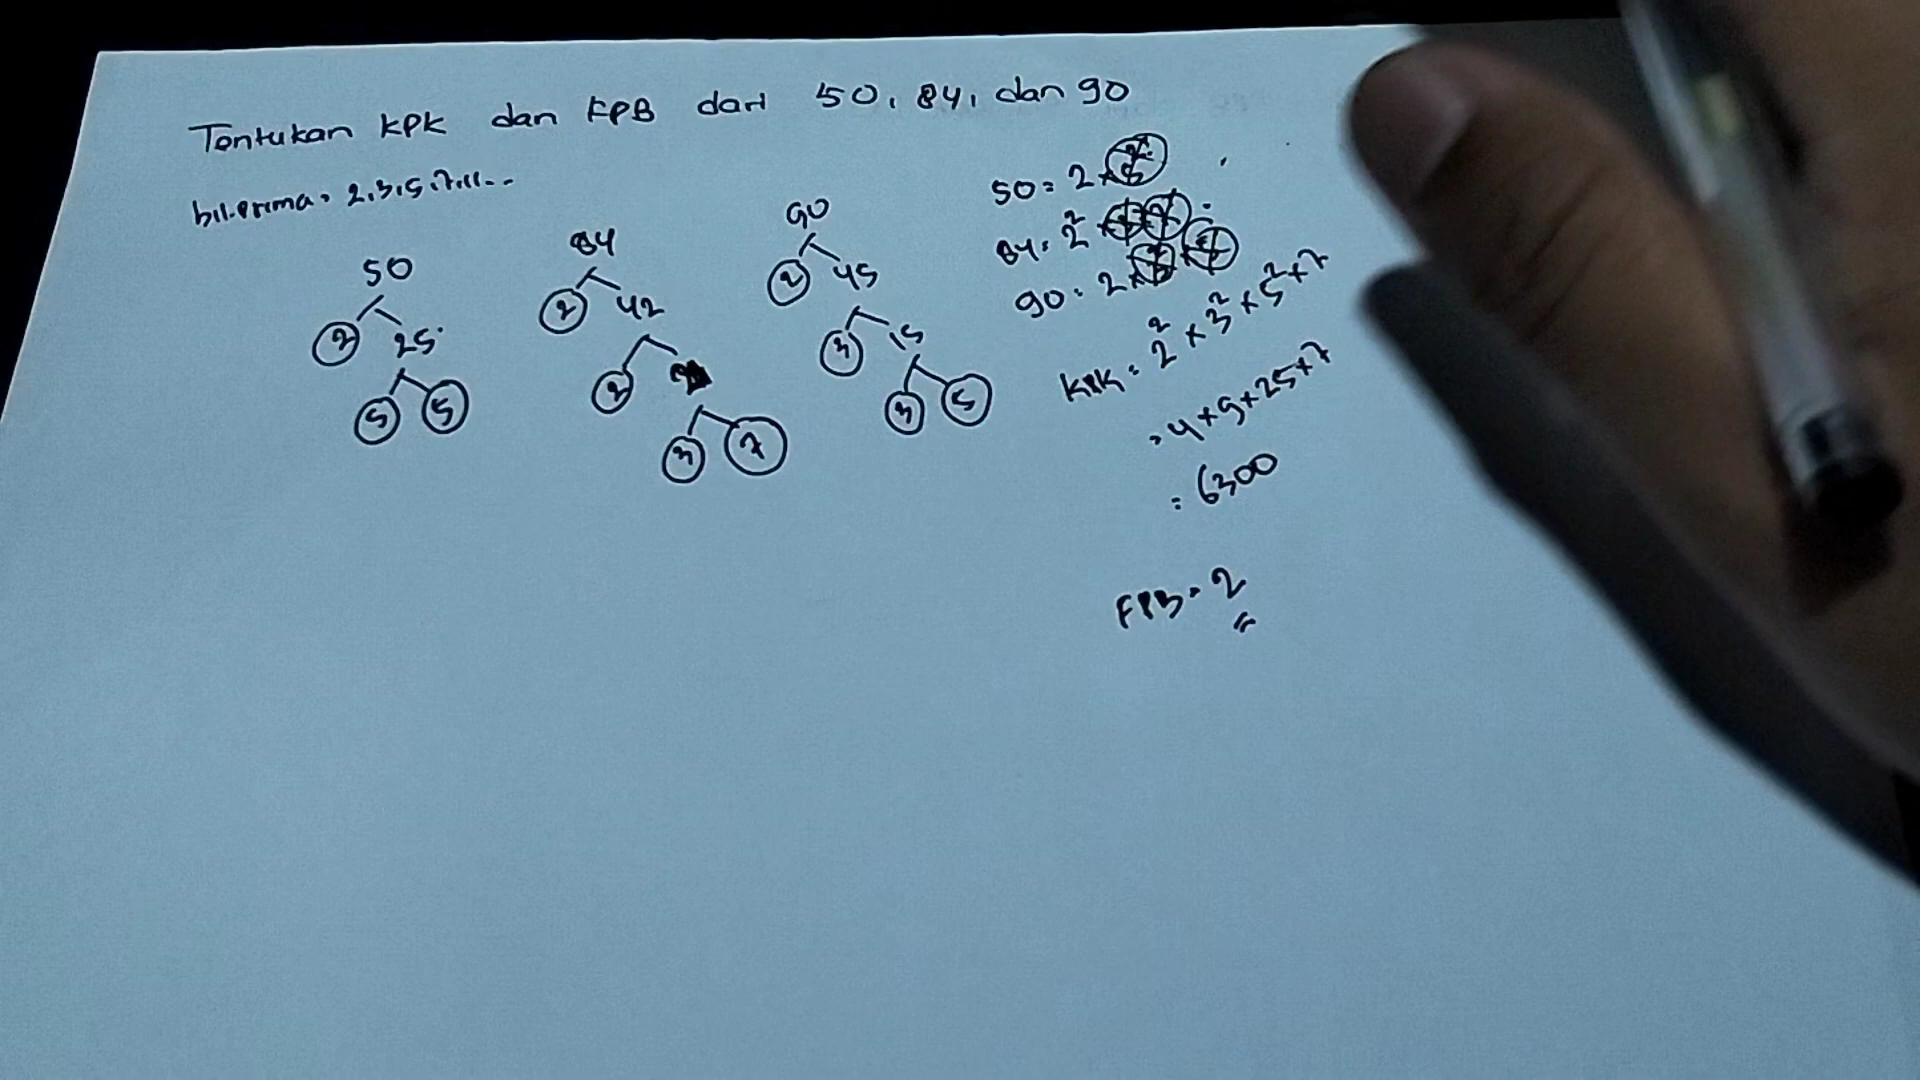 Tentukan KPK dan FPB dari 50, 84, dan 90
bil.prima = 2,3,5,7,11...
50
2 25
5 5
84
2 42
2
3 7
90
2 45
3 15
3 5
50 = 2 ×
84 = 2² ×
90 = 2 ×
KPK = 2² × 3² × 5² × 7
= 4 × 9 × 25 × 7
= 6300
FPB = 2